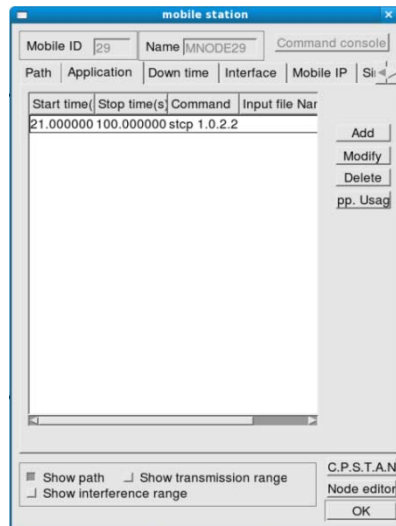 mobile station
Mobile ID 29 Name MNODE29 Command console
Path Application Down time Interface Mobile IP
Start time( Stop time(s) Command Input file Nar
21.000000 100.000000 stcp 1.0.2.2
Add
Modify
Delete
pp. Usag
Show path Show transmission range
Show interference range
C.P.S.T.A.N
Node editor
OK